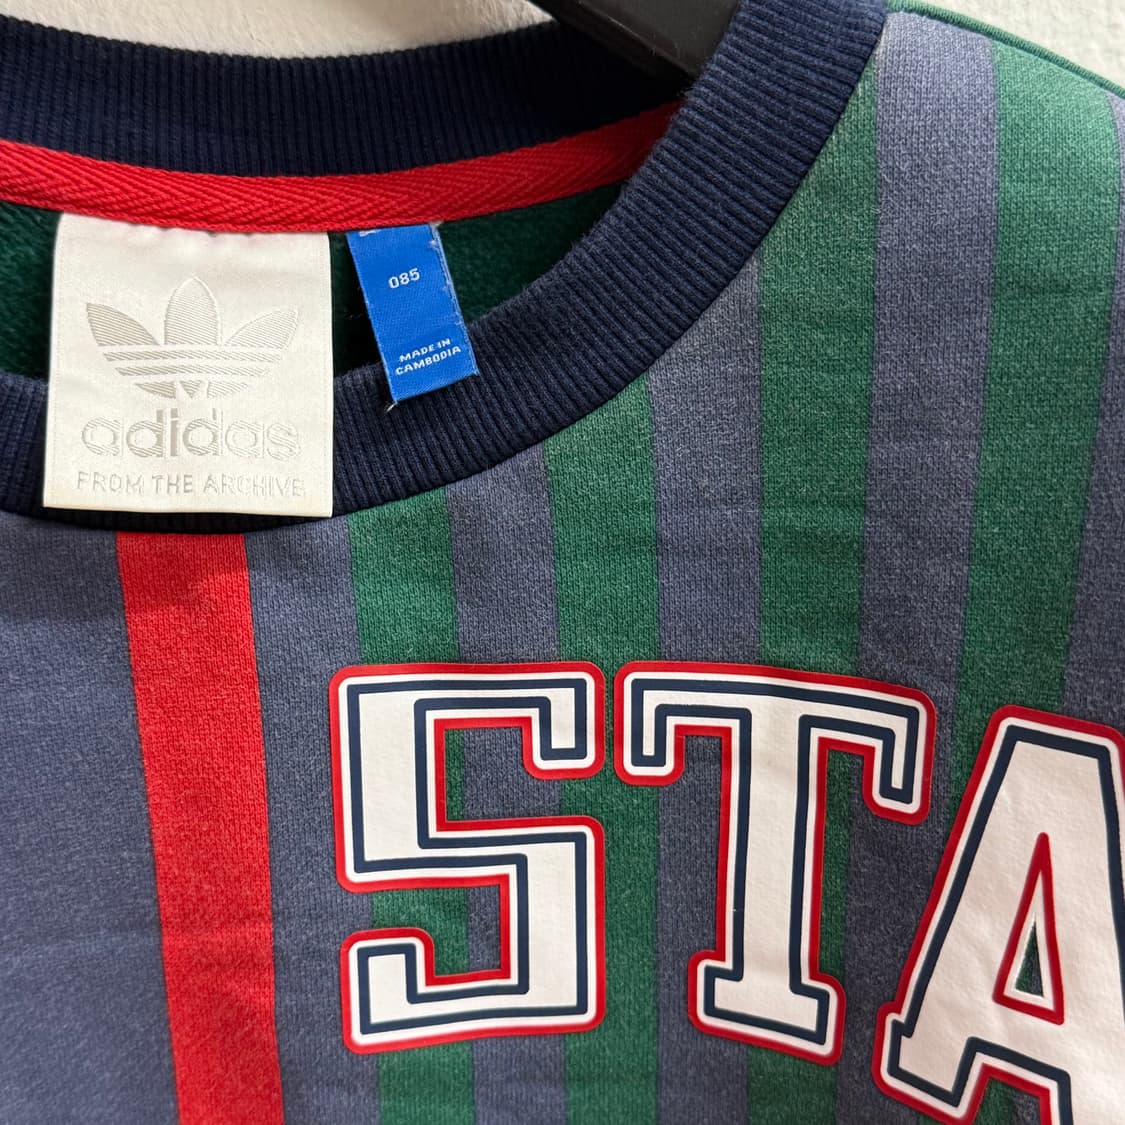 adidas
FROM THE ARCHIVE
085
MADE IN
CAMBODIA
STA